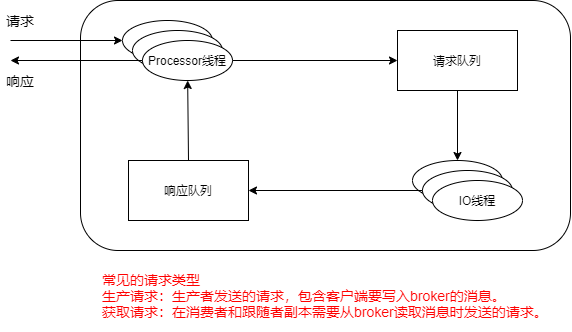 请求
响应
Processor线程
请求队列
响应队列
IO线程
常见的请求类型
生产请求：生产者发送的请求，包含客户端要写入broker的消息。
获取请求：在消费者和跟随者副本需要从broker读取消息时发送的请求。